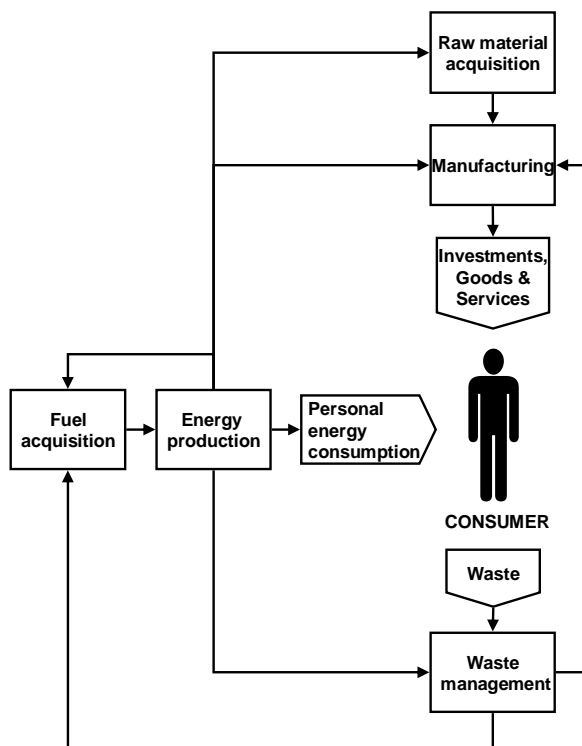 Raw material
acquisition
Manufacturing
Investments,
Goods &
Services
Fuel
acquisition
Energy
production
Personal
energy
consumption
CONSUMER
Waste
Waste
management